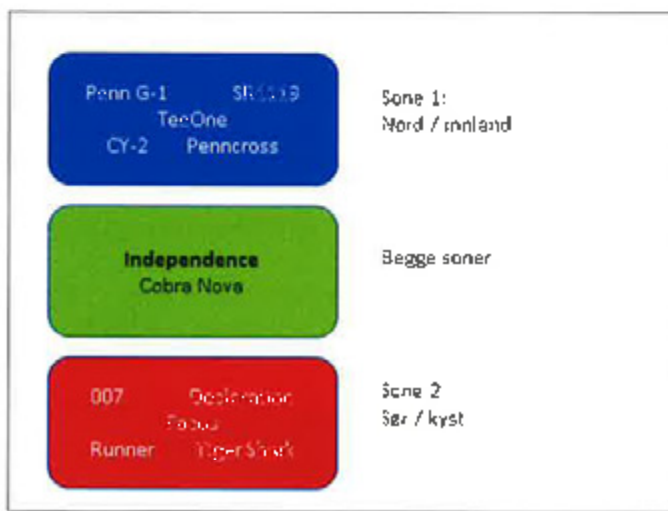 Penn G-1
TeeOne
CY-2 Penncross
Sone 1:
Nord / innland
Independence
Cobra Nova
Begge soner
007 Declaration
Focus
Runner TigerShark
Sone 2
Sør / kyst